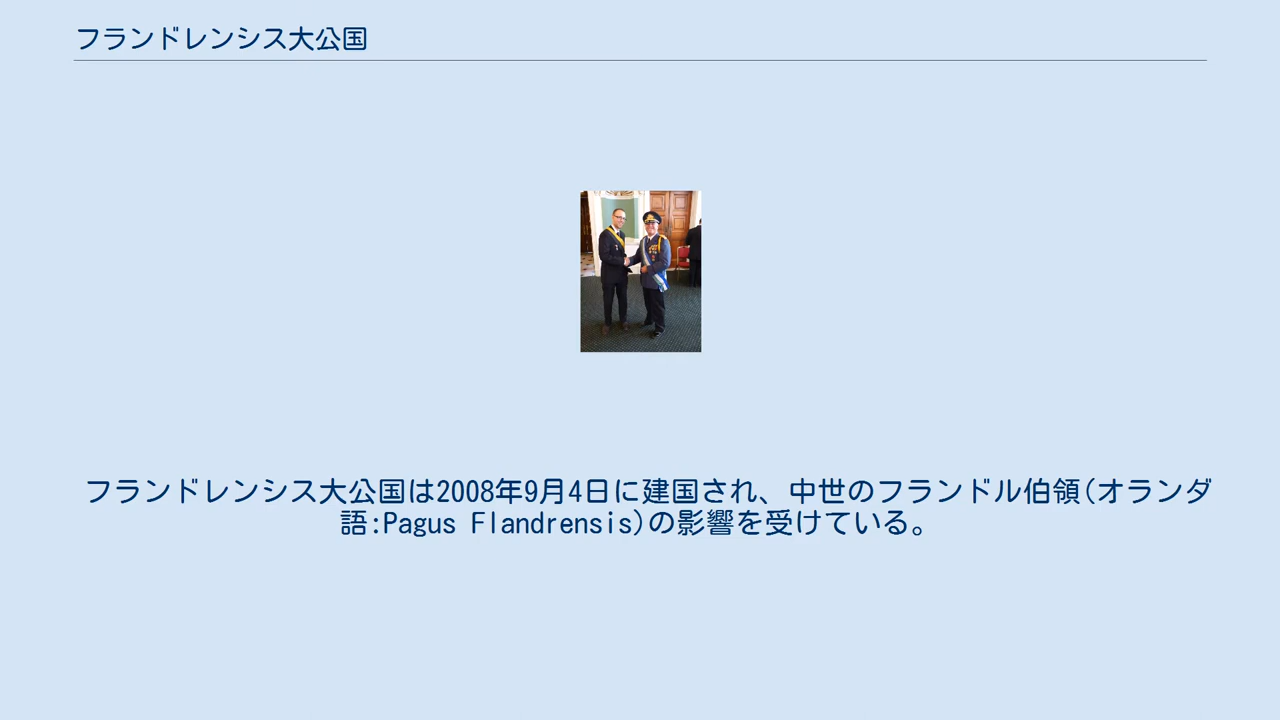 フランドレンシス大公国
フランドレンシス大公国は2008年9月4日に建国され、中世のフランドル伯領(オランダ
語:Pagus Flandrensis)の影響を受けている。